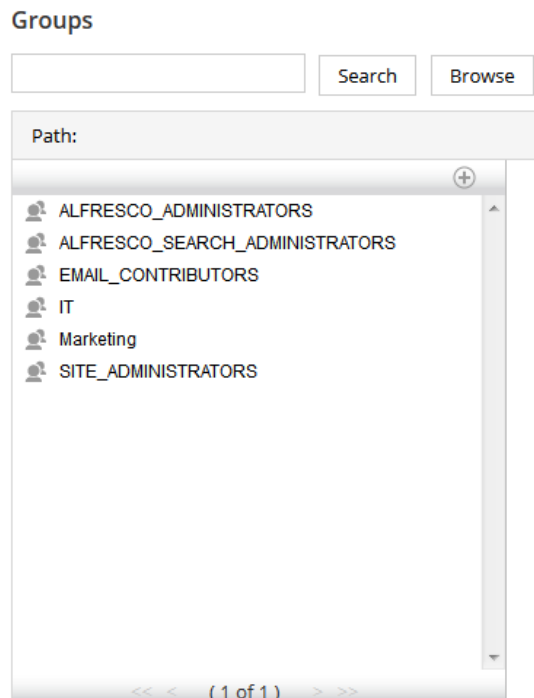 Groups
Search Browse
Path:
ALFRESCO_ADMINISTRATORS
ALFRESCO_SEARCH_ADMINISTRATORS
EMAIL_CONTRIBUTORS
IT
Marketing
SITE_ADMINISTRATORS
<< < ( 1 of 1 ) > >>